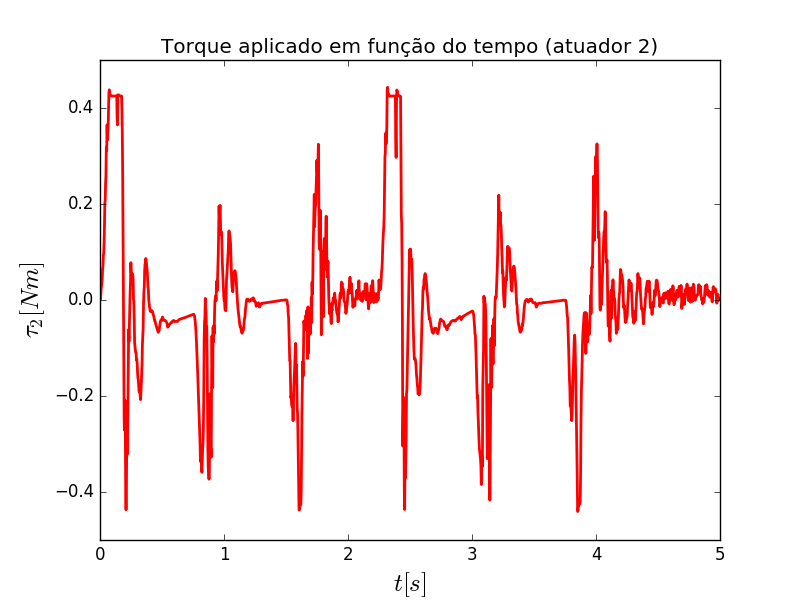 Torque aplicado em função do tempo (atuador 2)
0.4
0.2
0.0
−0.2
−0.4
τ₂[Nm]
0 1 2 3 4 5
t[s]